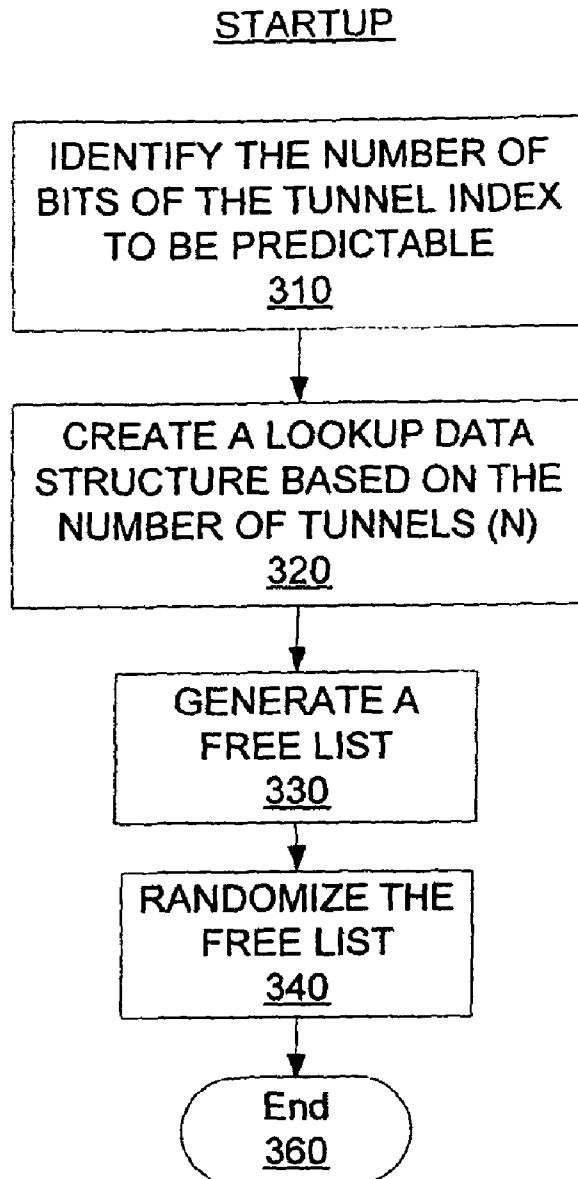 STARTUP
IDENTIFY THE NUMBER OF
BITS OF THE TUNNEL INDEX
TO BE PREDICTABLE
310
CREATE A LOOKUP DATA
STRUCTURE BASED ON THE
NUMBER OF TUNNELS (N)
320
GENERATE A
FREE LIST
330
RANDOMIZE THE
FREE LIST
340
End
360